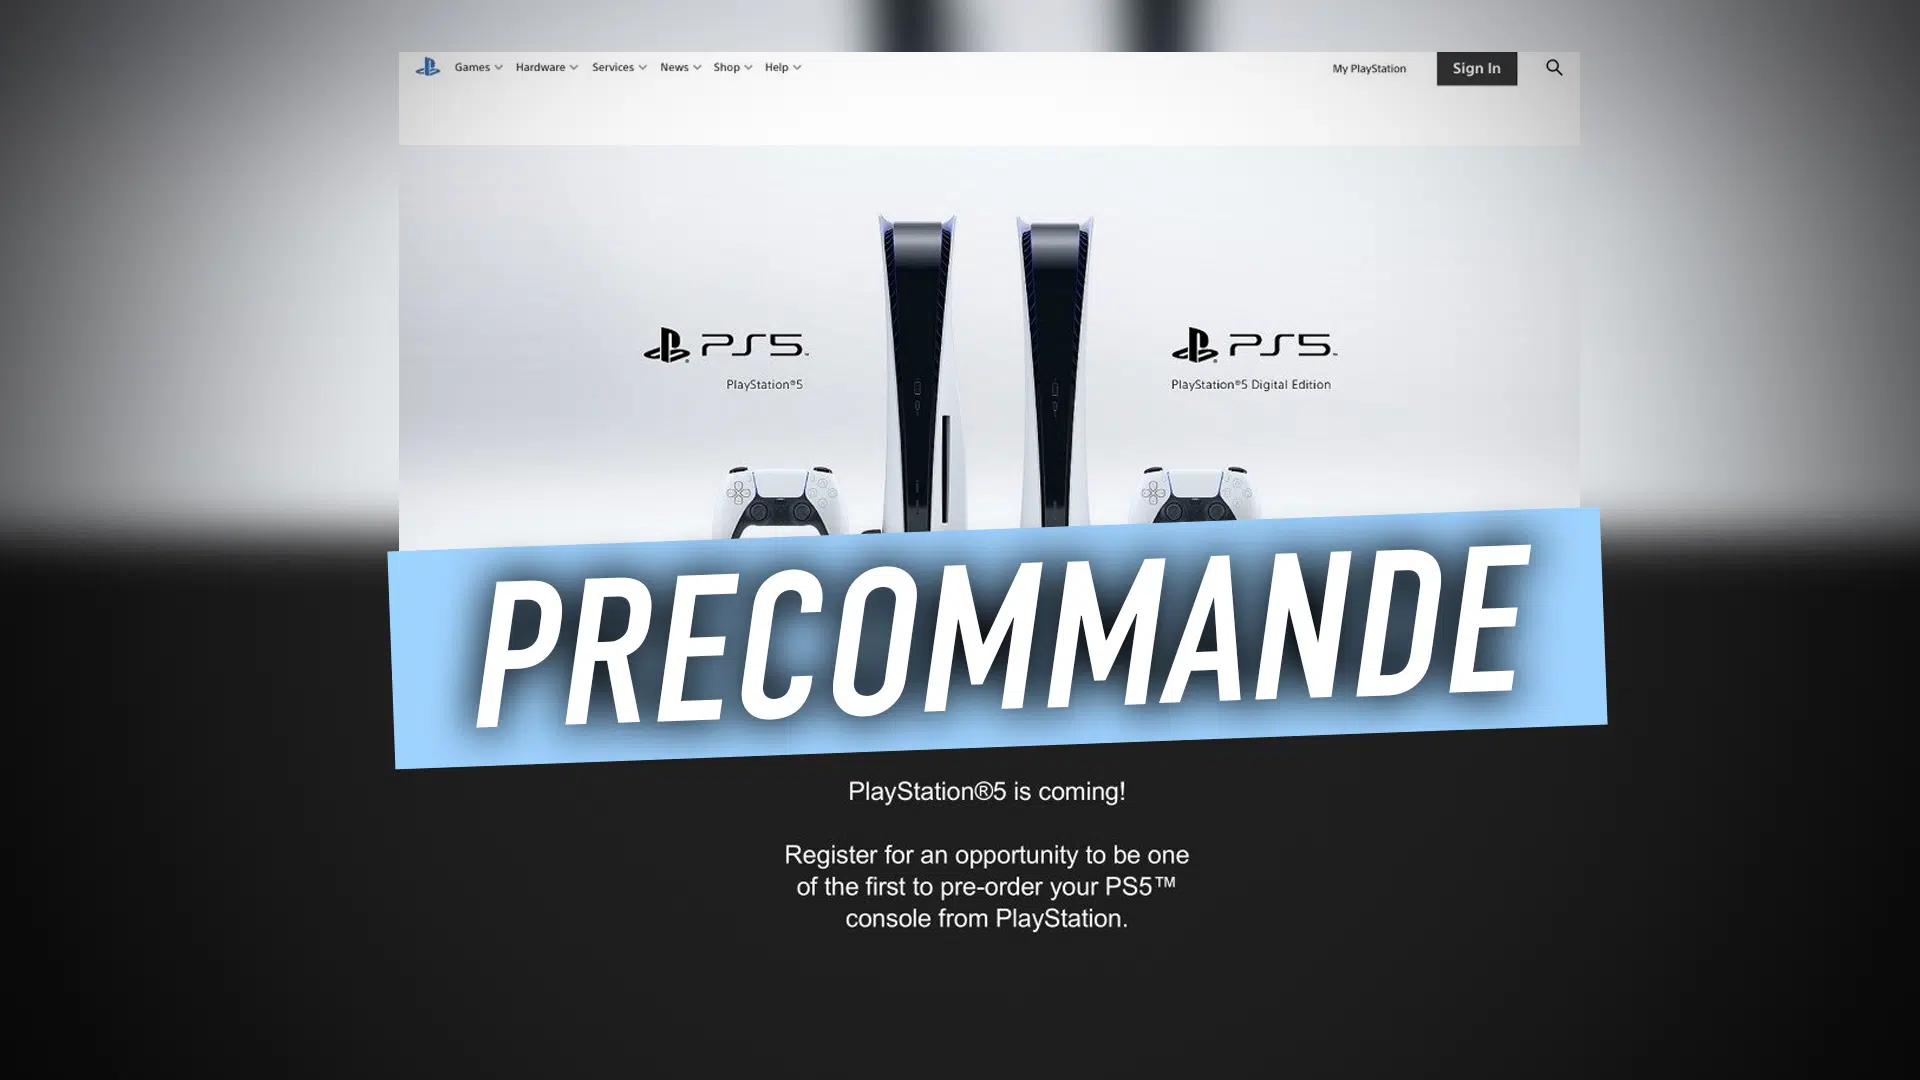 Games Hardware Services News Shop Help My PlayStation Sign In
PS5™ PS5™
PlayStation®5 PlayStation®5 Digital Edition
PRECOMMANDE
PlayStation®5 is coming!
Register for an opportunity to be one
of the first to pre-order your PS5™
console from PlayStation.